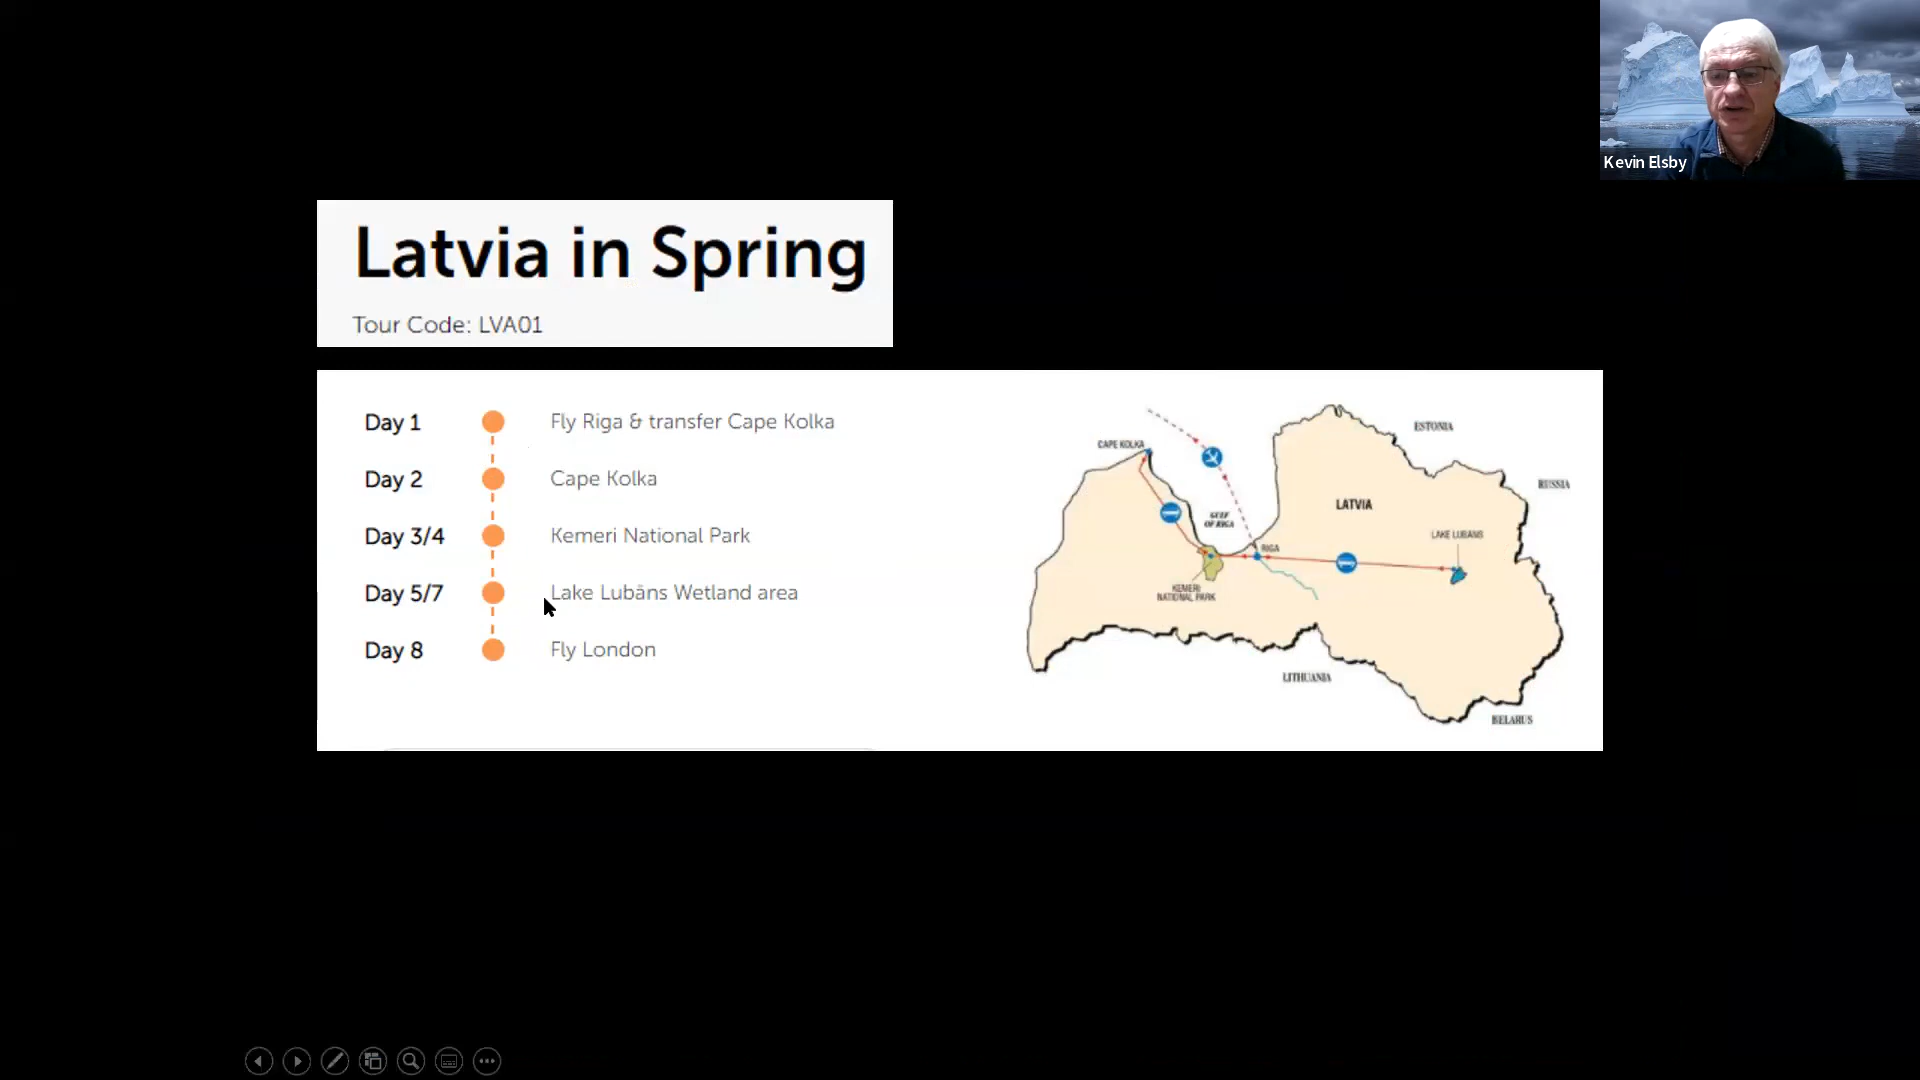 Kevin Elsby
Latvia in Spring
Tour Code: LVA01
Day 1
Fly Riga & transfer Cape Kolka
Day 2
Cape Kolka
Day 3/4
Kemeri National Park
Day 5/7
Lake Lubāns Wetland area
Day 8
Fly London
CAPE KOLKA
ESTONIA
RUSSIA
LATVIA
GULF
OF RIGA
LAKE LUBANS
RIGA
KEMERI
NATIONAL PARK
LITHUANIA
BELARUS